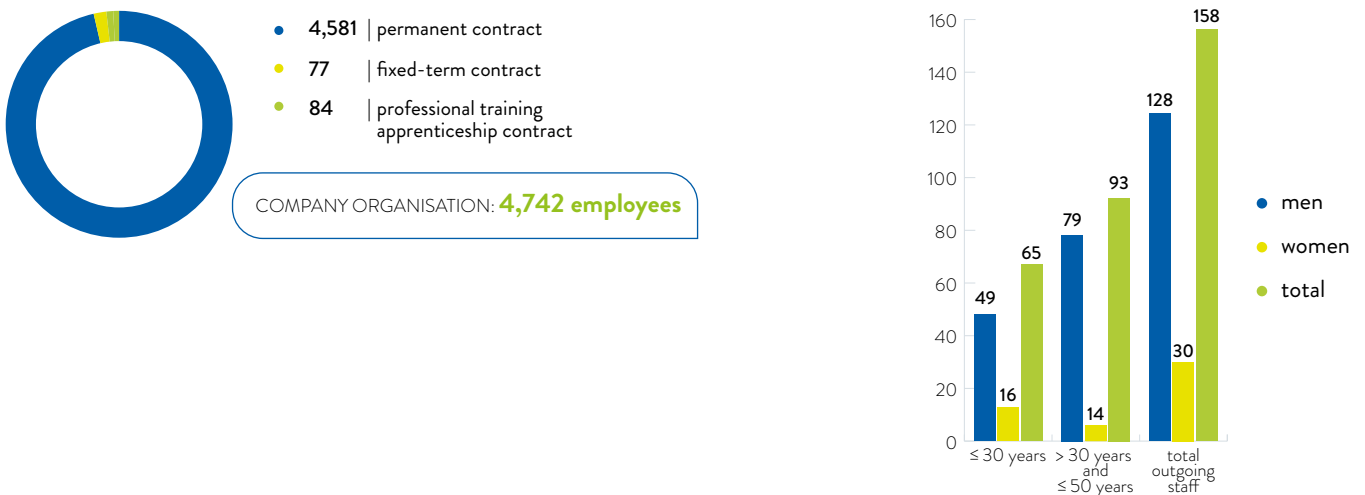 4,581 | permanent contract
77 | fixed-term contract
84 | professional training
apprenticeship contract
COMPANY ORGANISATION: 4,742 employees
160
140
120
100
80
60
40
20
0
49
16
65
79
14
93
128
30
158
≤ 30 years
> 30 years
and
≤ 50 years
total
outgoing
staff
men
women
total